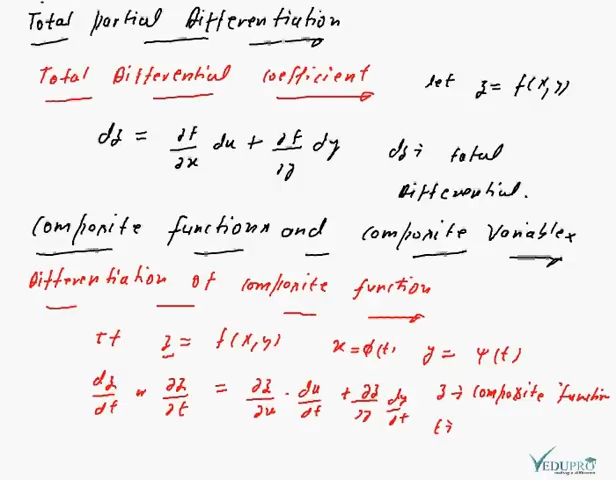 Total partial Differentiation
Total Differential coefficient
let z = f(x,y)
dz = ∂f/∂x dx + ∂f/∂y dy
dz → total
Differential.
Composite functions and composite variables
Differentiation of composite function
If z = f(x,y) x = φ(t) y = ψ(t)
dz/dt ∂z/∂t = ∂z/∂x · dx/dt + ∂z/∂y dy/dt z → composite function
t →
VEDUPRO